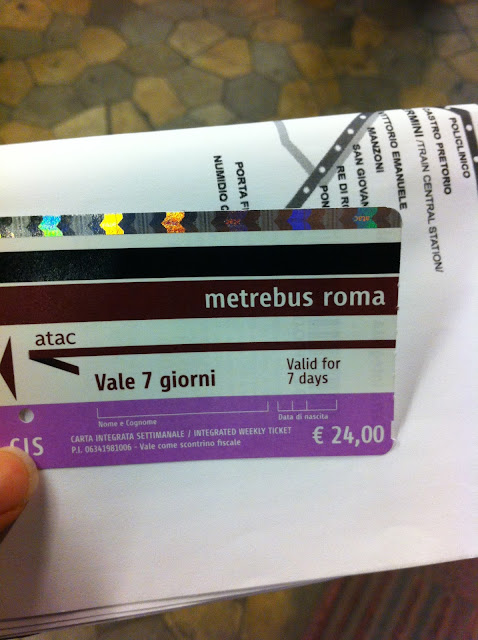 POLICLINICO
CASTRO PRETORIO
TERMINI /TRAIN CENTRAL STATION/
VITTORIO EMANUELE
MANZONI
SAN GIOVAN
RE DI R
PON
PORTA F
NUMIDIO
metrebus roma
atac
Vale 7 giorni
Valid for
7 days
Nome e Cognome
Data di nascita
CIS
CARTA INTEGRATA SETTIMANALE / INTEGRATED WEEKLY TICKET
P.I. 06341981006 - Vale come scontrino fiscale
€ 24,00